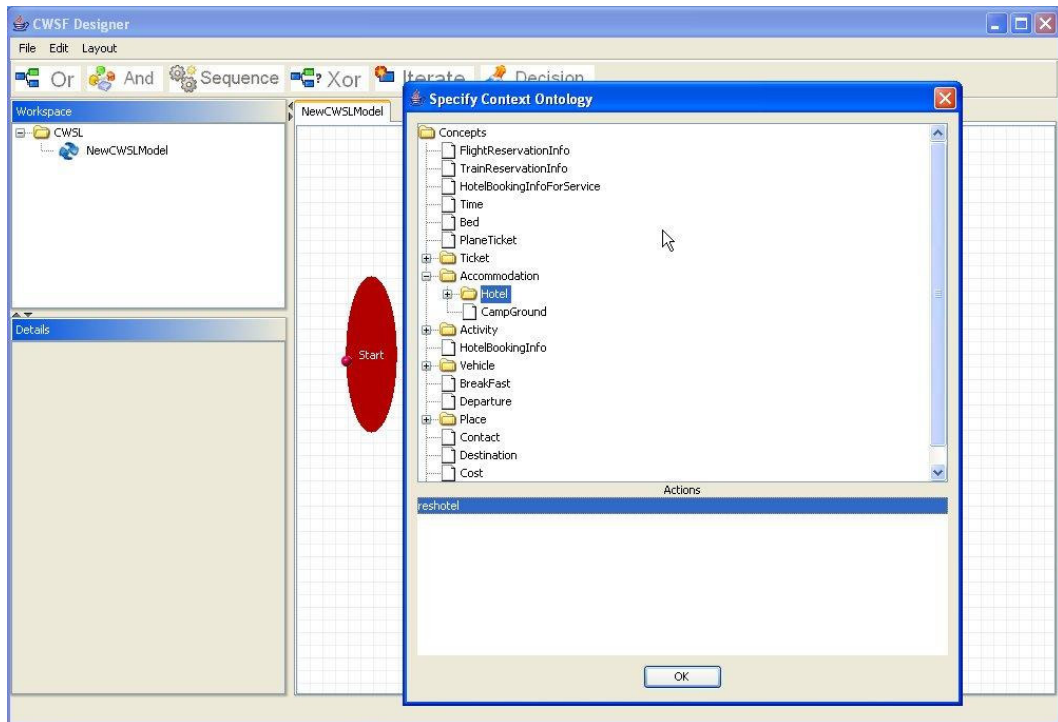 CWSF Designer
File Edit Layout
Or And Sequence Xor Iterate Decision
Workspace
CWSL
NewCWSLModel
Details
NewCWSLModel
Start
Specify Context Ontology
Concepts
FlightReservationInfo
TrainReservationInfo
HotelBookingInfoForService
Time
Bed
PlaneTicket
Ticket
Accommodation
Hotel
CampGround
Activity
HotelBookingInfo
Vehicle
BreakFast
Departure
Place
Contact
Destination
Cost
Actions
reshotel
OK